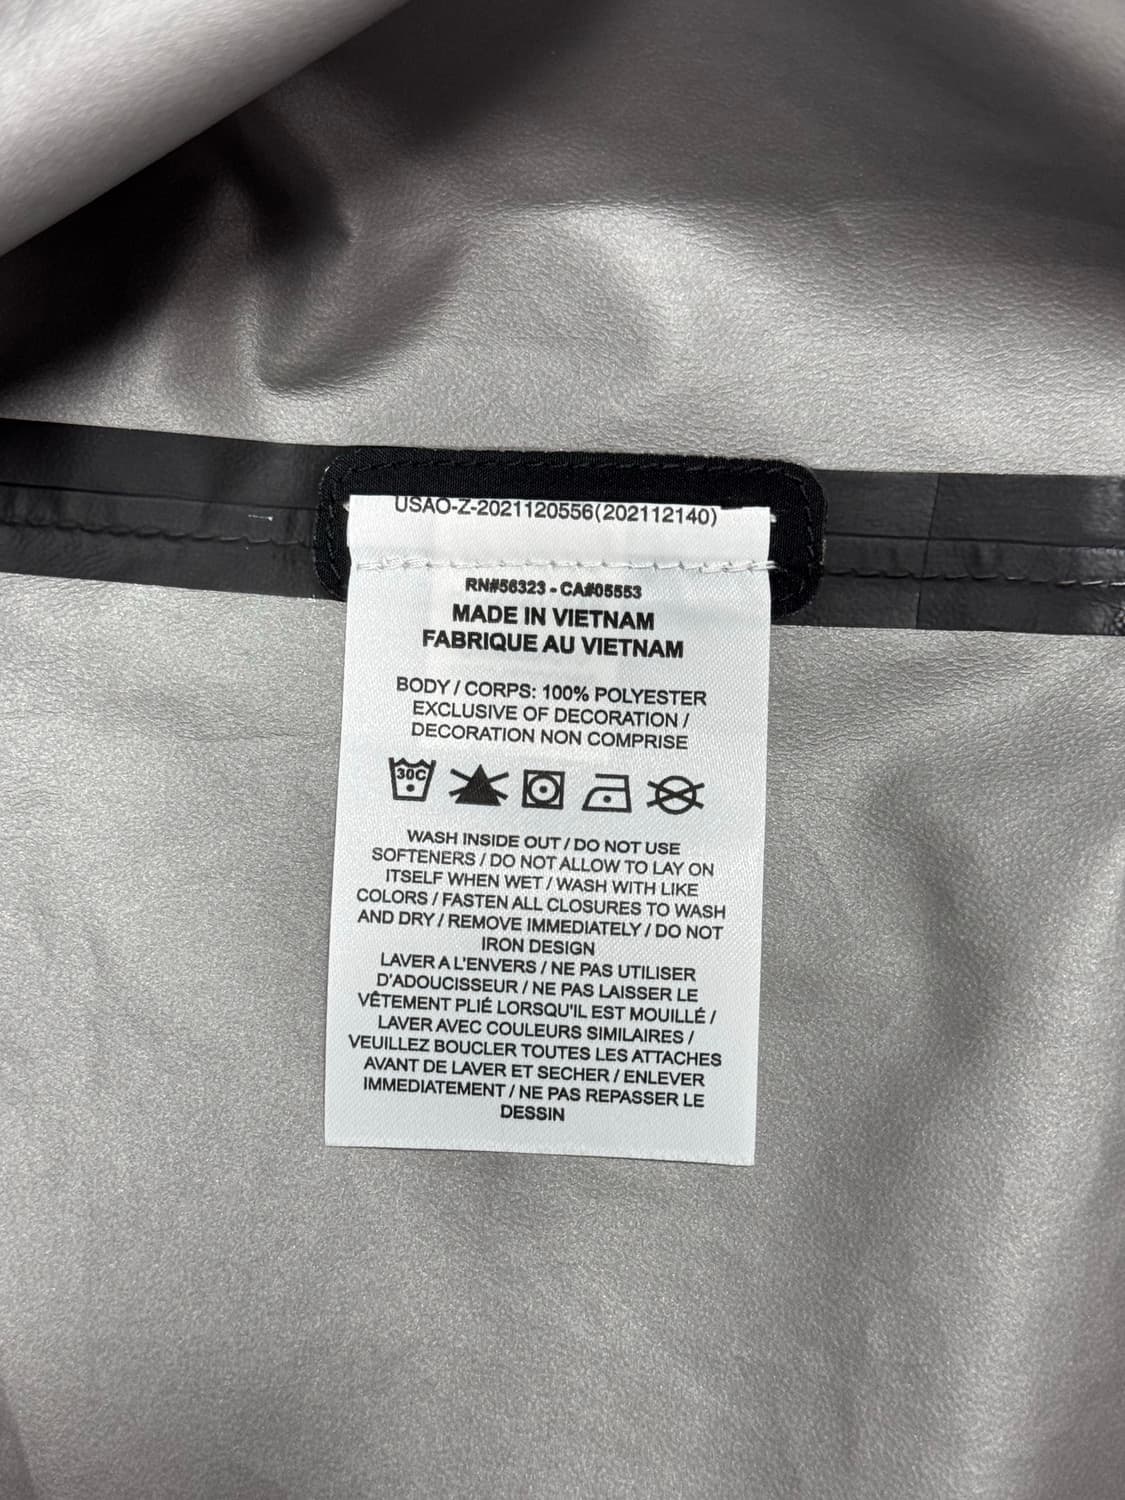 USAO-Z-2021120556(202112140)
RN#56323 - CA#05553
MADE IN VIETNAM
FABRIQUE AU VIETNAM
BODY / CORPS: 100% POLYESTER
EXCLUSIVE OF DECORATION /
DECORATION NON COMPRISE
30C
WASH INSIDE OUT / DO NOT USE
SOFTENERS / DO NOT ALLOW TO LAY ON
ITSELF WHEN WET / WASH WITH LIKE
COLORS / FASTEN ALL CLOSURES TO WASH
AND DRY / REMOVE IMMEDIATELY / DO NOT
IRON DESIGN
LAVER A L'ENVERS / NE PAS UTILISER
D'ADOUCISSEUR / NE PAS LAISSER LE
VÊTEMENT PLIÉ LORSQU'IL EST MOUILLÉ /
LAVER AVEC COULEURS SIMILAIRES /
VEUILLEZ BOUCLER TOUTES LES ATTACHES
AVANT DE LAVER ET SECHER / ENLEVER
IMMEDIATEMENT / NE PAS REPASSER LE
DESSIN